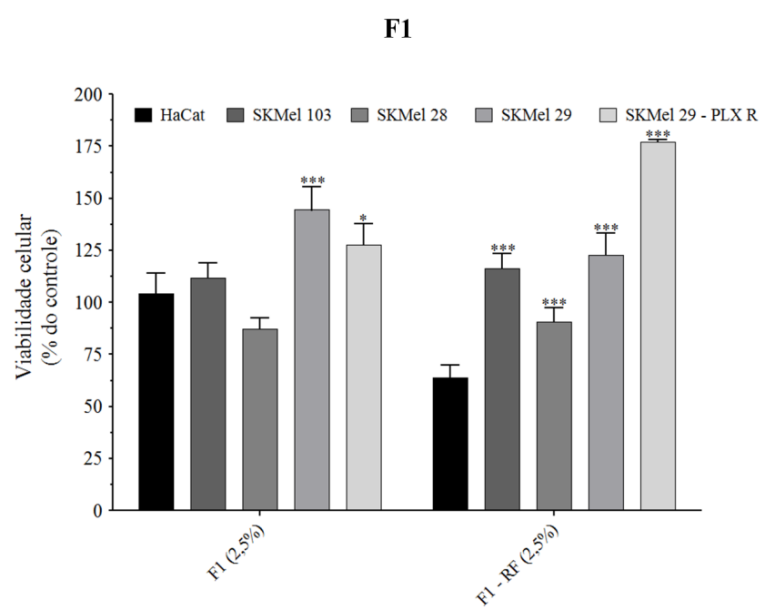 F1
HaCat SKMel 103 SKMel 28 SKMel 29 SKMel 29 - PLX R
Viabilidade celular
(% do controle)
200
175
150
125
100
75
50
25
0
*** * *** *** *** ***
F1 (2,5%)
F1 - RF (2,5%)